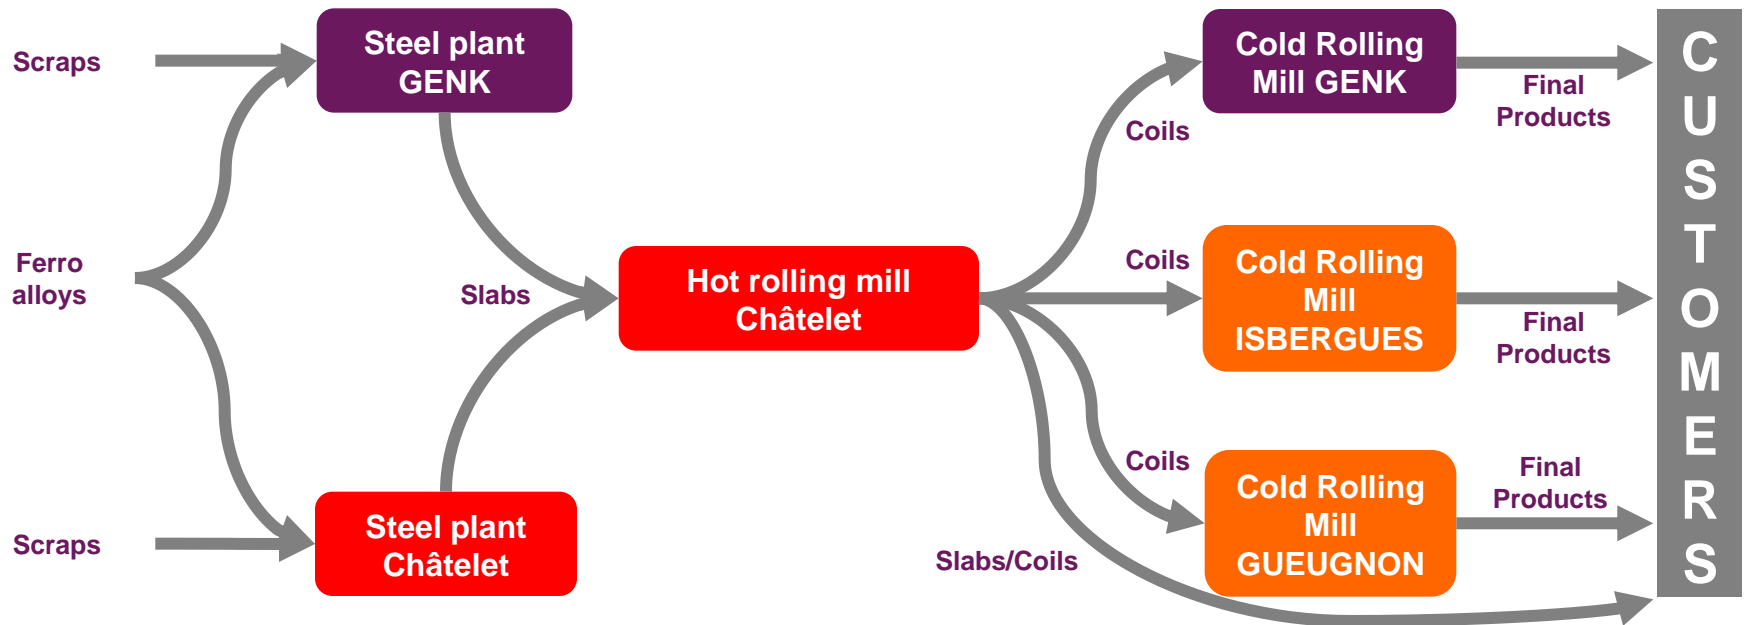 Scraps
Steel plant
GENK
Ferro
alloys
Scraps
Steel plant
Châtelet
Slabs
Hot rolling mill
Châtelet
Coils
Cold Rolling
Mill GENK
Final
Products
Coils
Cold Rolling
Mill
ISBERGUES
Final
Products
Coils
Cold Rolling
Mill
GUEUGNON
Final
Products
Slabs/Coils
CUSTOMERS